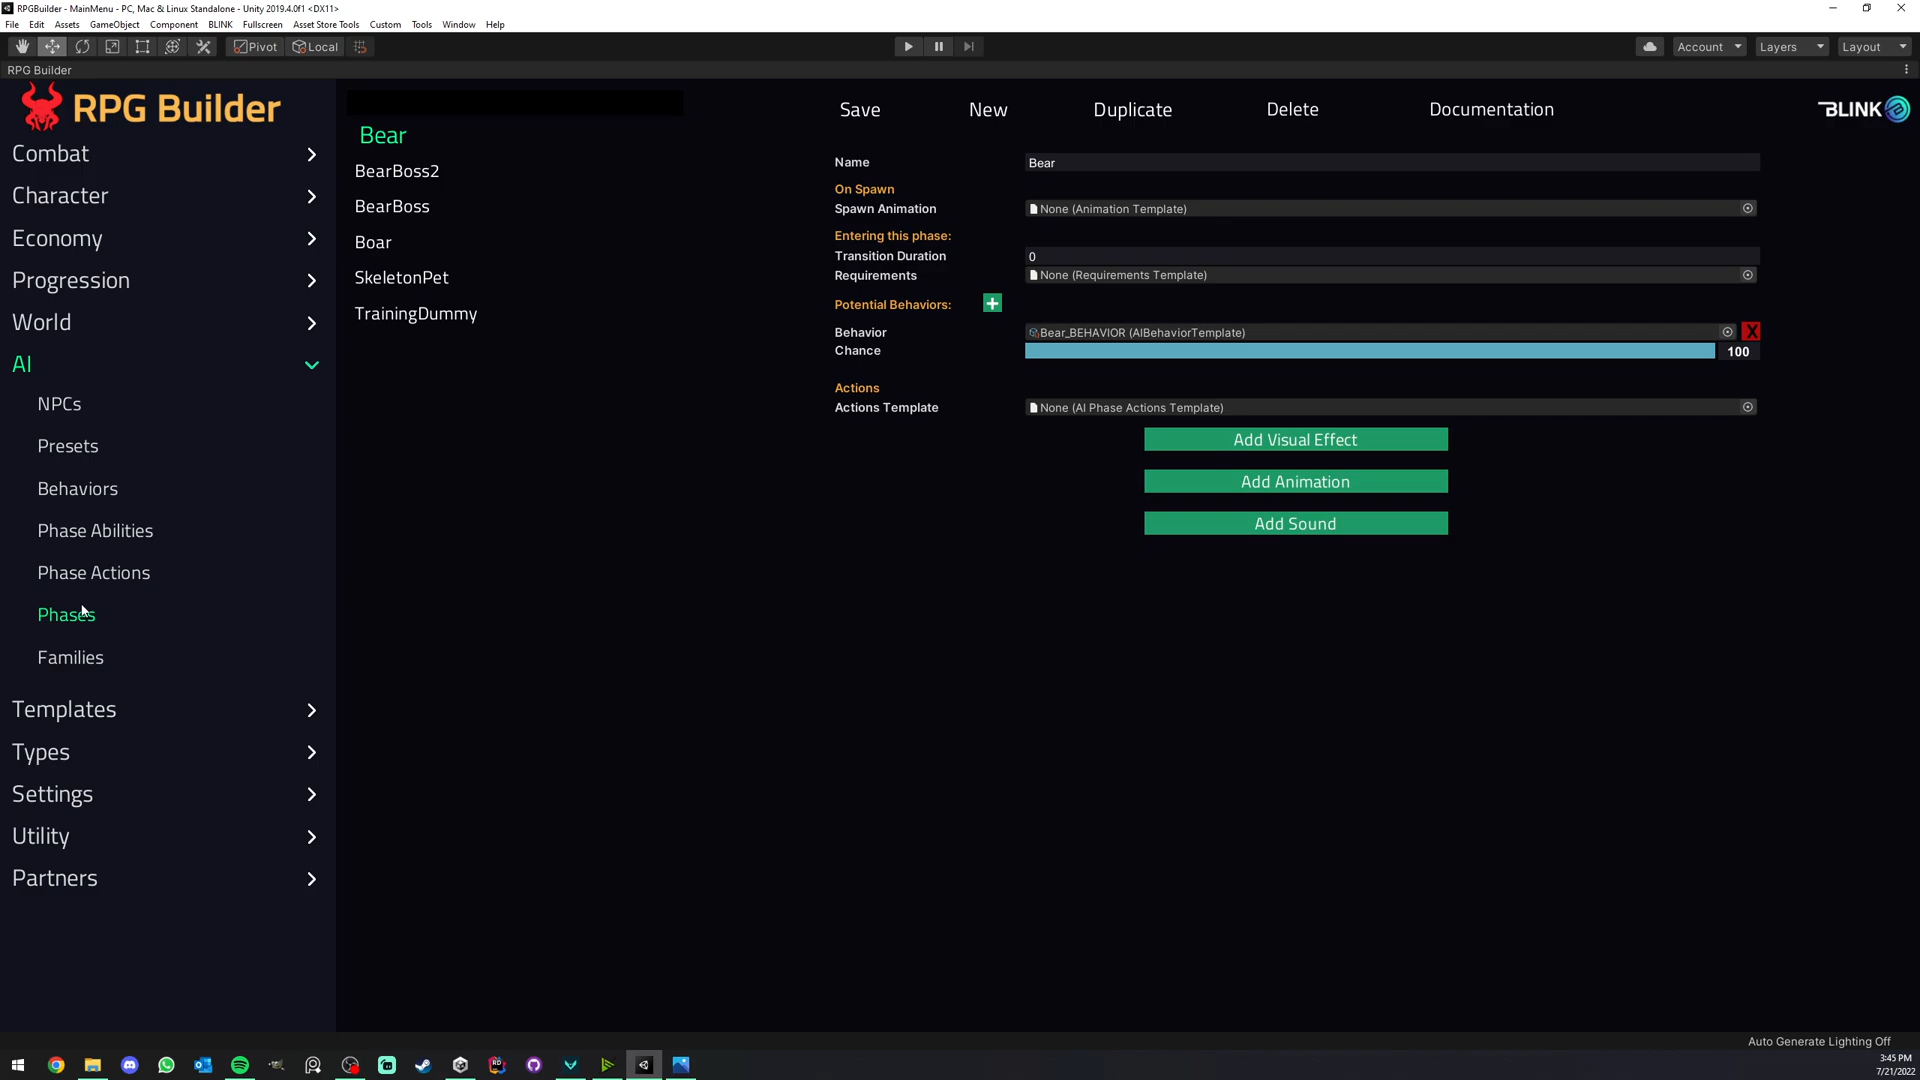 RPGBuilder - MainMenu - PC, Mac & Linux Standalone - Unity 2019.4.0f1 <DX11>
File Edit Assets GameObject Component BLINK Fullscreen Asset Store Tools Custom Tools Window Help
Pivot Local Account Layers Layout
RPG Builder
RPG Builder
Combat
Character
Economy
Progression
World
AI
NPCs
Presets
Behaviors
Phase Abilities
Phase Actions
Phases
Families
Templates
Types
Settings
Utility
Partners
Bear
BearBoss2
BearBoss
Boar
SkeletonPet
TrainingDummy
Save New Duplicate Delete Documentation
BLINK
Name Bear
On Spawn
Spawn Animation None (Animation Template)
Entering this phase:
Transition Duration 0
Requirements None (Requirements Template)
Potential Behaviors: +
Behavior Bear_BEHAVIOR (AIBehaviorTemplate) X
Chance 100
Actions
Actions Template None (AI Phase Actions Template)
Add Visual Effect
Add Animation
Add Sound
Auto Generate Lighting Off
3:45 PM
7/21/2022